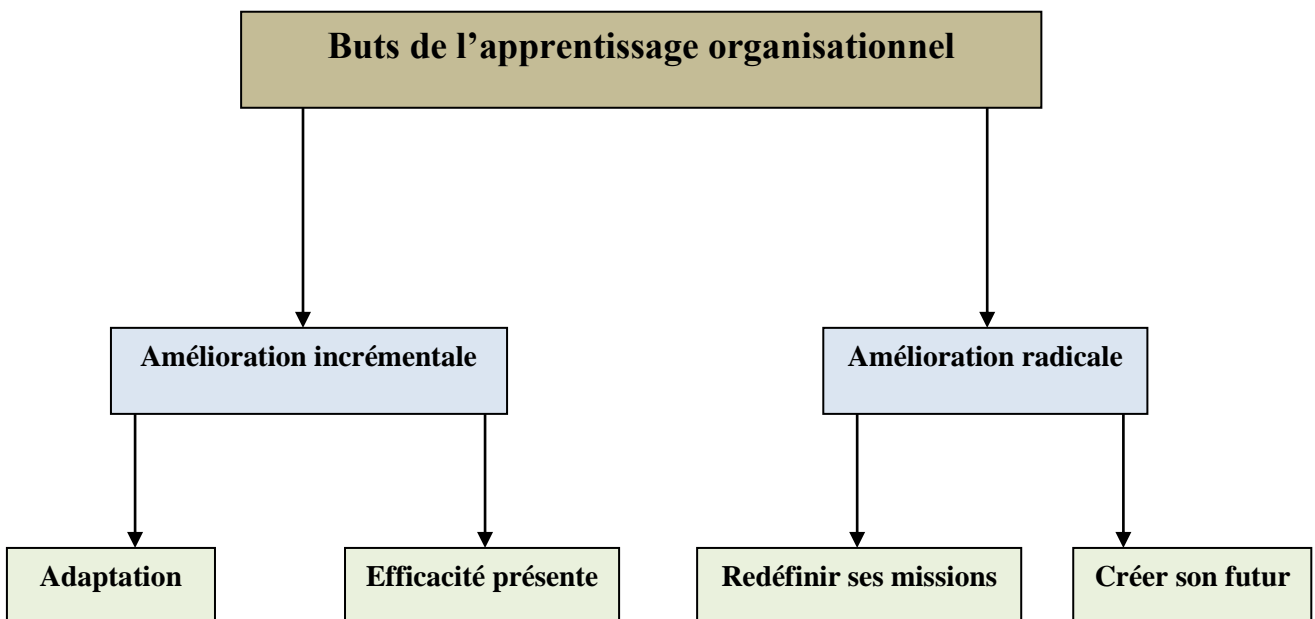 Buts de l’apprentissage organisationnel
Amélioration incrémentale
Amélioration radicale
Adaptation
Efficacité présente
Redéfinir ses missions
Créer son futur